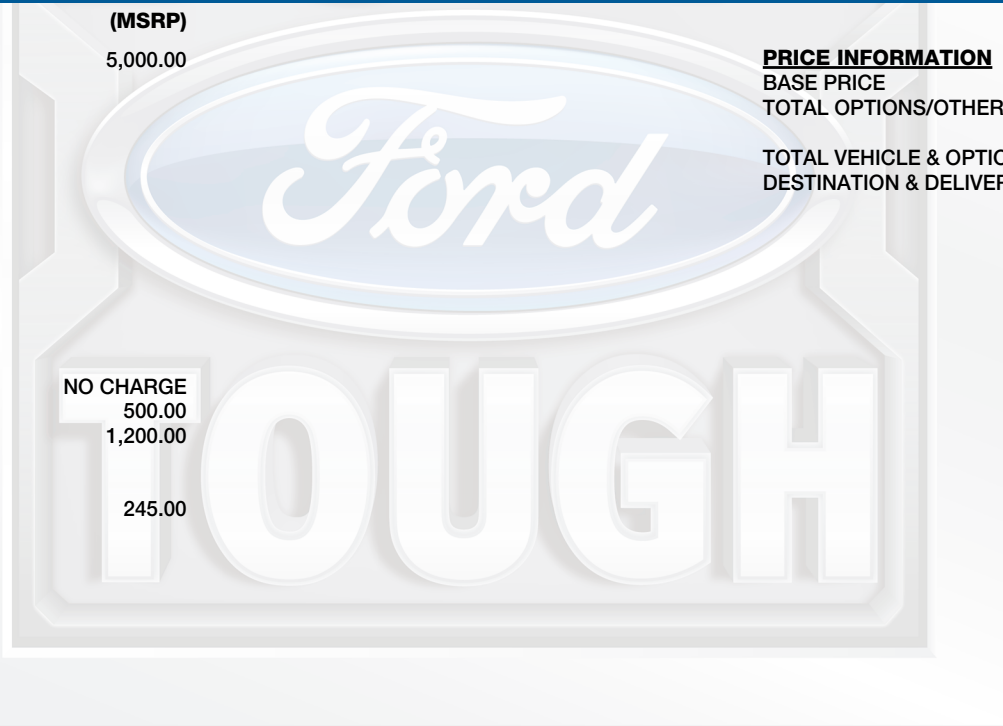 (MSRP)
5,000.00
NO CHARGE
500.00
1,200.00
245.00
PRICE INFORMATION
BASE PRICE
TOTAL OPTIONS/OTHER
TOTAL VEHICLE & OPTIO
DESTINATION & DELIVER
Ford
TOUGH